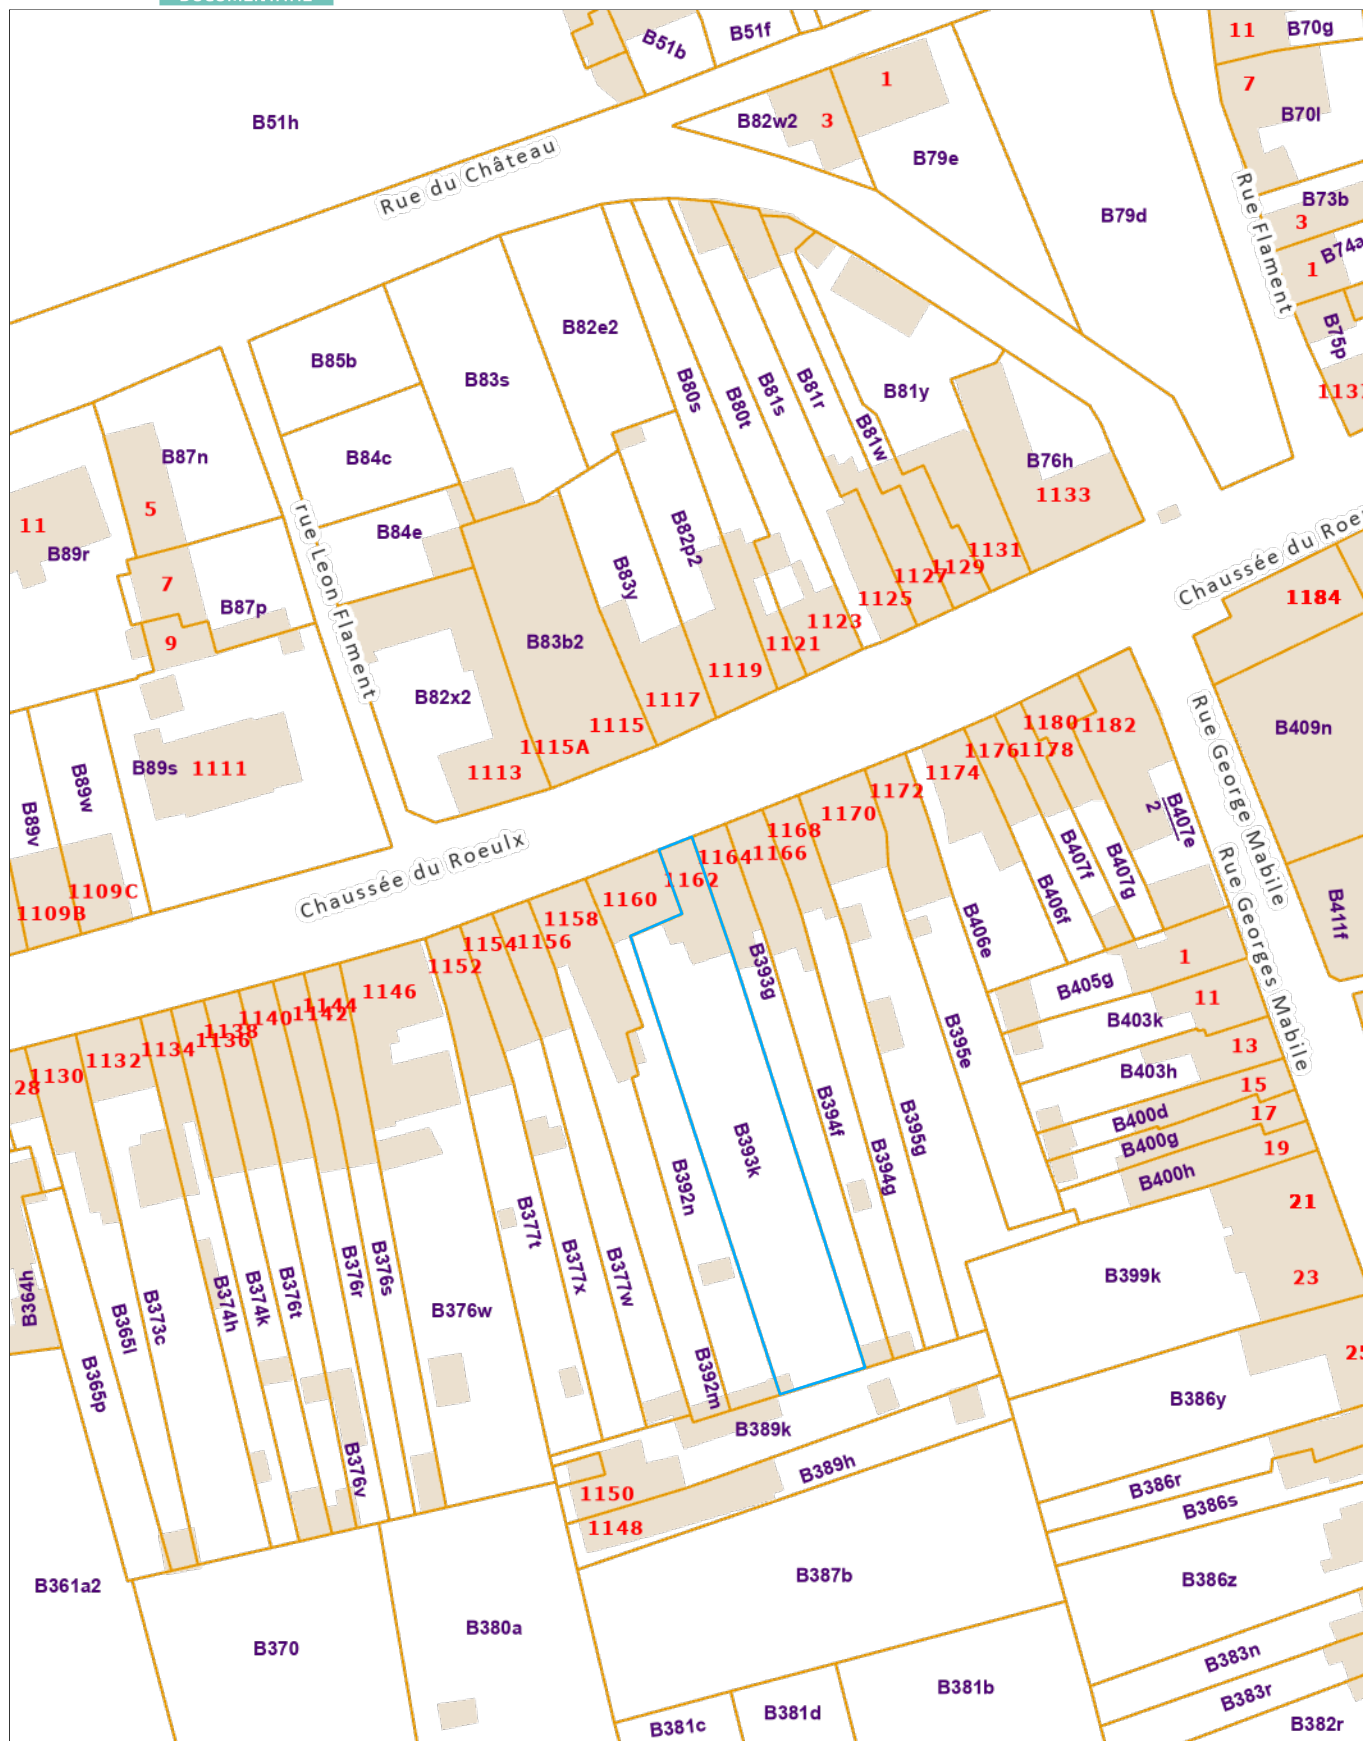 B51b
B51f
11
B70g
7
B70l
B51h
1
B82w2
3
B79e
Rue du Château
Rue Flament
B73b
3
B79d
B74a
1
B75p
B82e2
B85b
B83s
B80s
B80t
B81s
B81r
B81y
B81w
B87n
B84c
B76h
1133
5
11
B89r
rue Leon Flament
B84e
B82p2
B83y
1131
1129
1127
1125
1123
1121
1119
Chaussée du Roeu
1184
7
B87p
9
B83b2
B82x2
1117
1115
1115A
1113
B89s
1111
B89w
B89v
1109C
1109B
Chaussée du Roeulx
Rue George Mabile
B409n
1182
1180
1178
1176
1174
1172
1170
1168
1166
1164
1162
1160
1158
1156
1154
1152
B407e
2
B407f
B407g
B406f
B406e
Rue Georges Mabile
B411f
1146
1144
1142
1140
1138
1136
1134
1132
1130
28
B393g
B405g
1
B403k
11
B395e
13
B403h
15
B400d
17
B400g
19
B400h
B394f
B395g
B394g
B393k
B392n
21
23
B399k
B377t
B377x
B377w
B376s
B376r
B376w
B376t
B374k
B374h
B373c
B365l
B364h
B365p
B392m
B389k
B389h
B386y
B376v
1150
1148
B386r
B386s
B361a2
B387b
B386z
B380a
B370
B383n
B383r
B381b
B381d
B381c
B382r